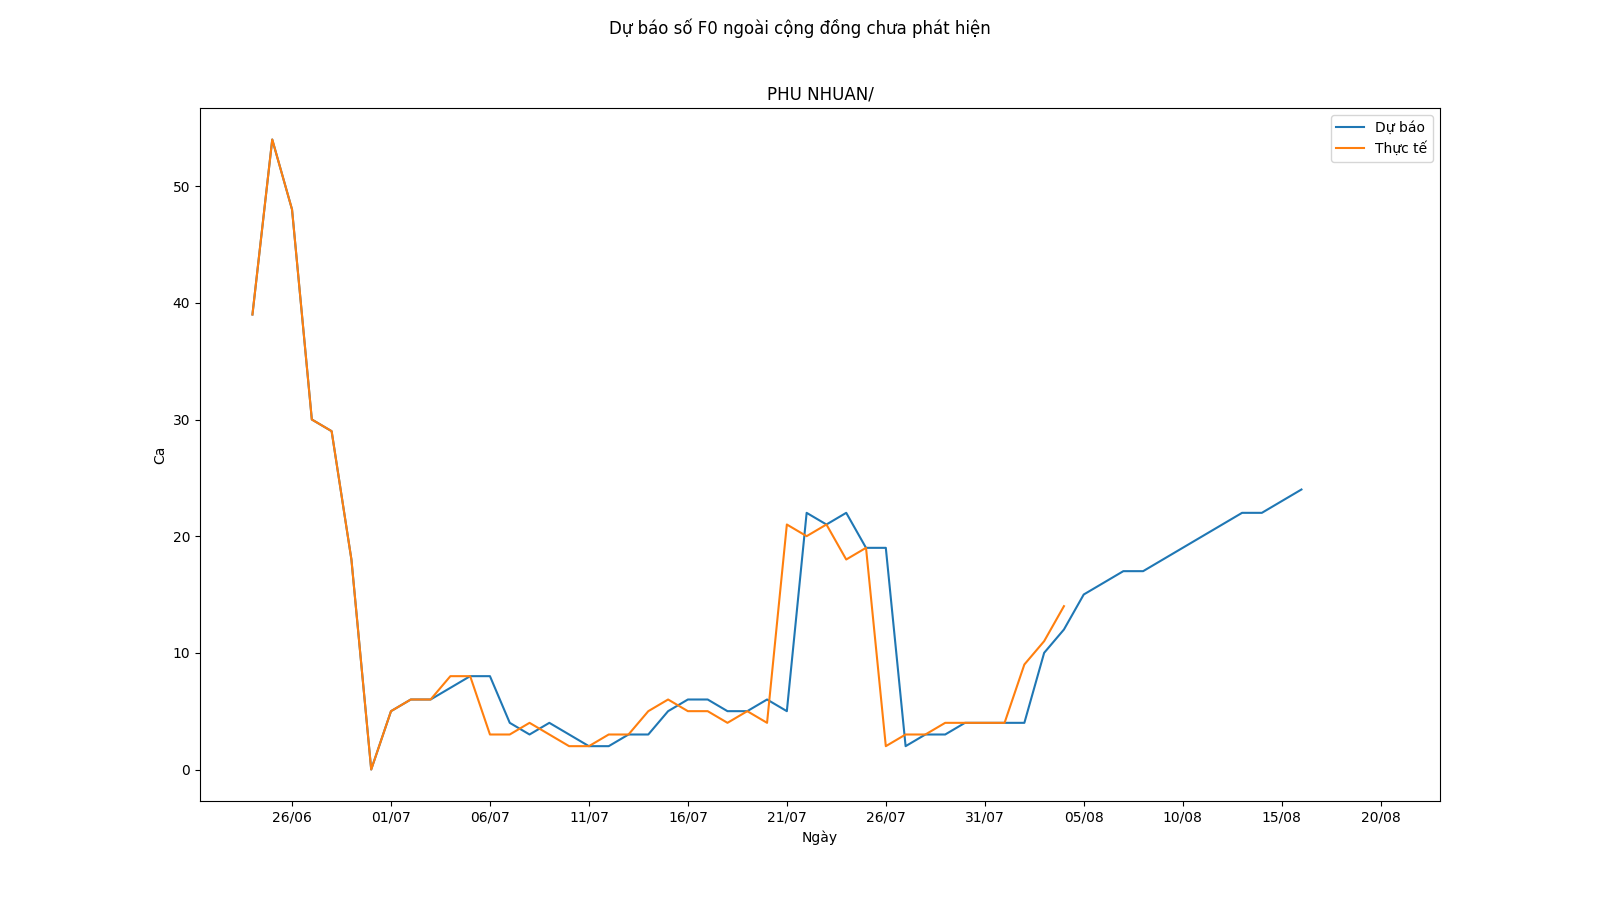 Dự báo số F0 ngoài cộng đồng chưa phát hiện
PHU NHUAN/
Dự báo
Thực tế
50
40
30
20
10
0
Ca
26/06 01/07 06/07 11/07 16/07 21/07 26/07 31/07 05/08 10/08 15/08 20/08
Ngày